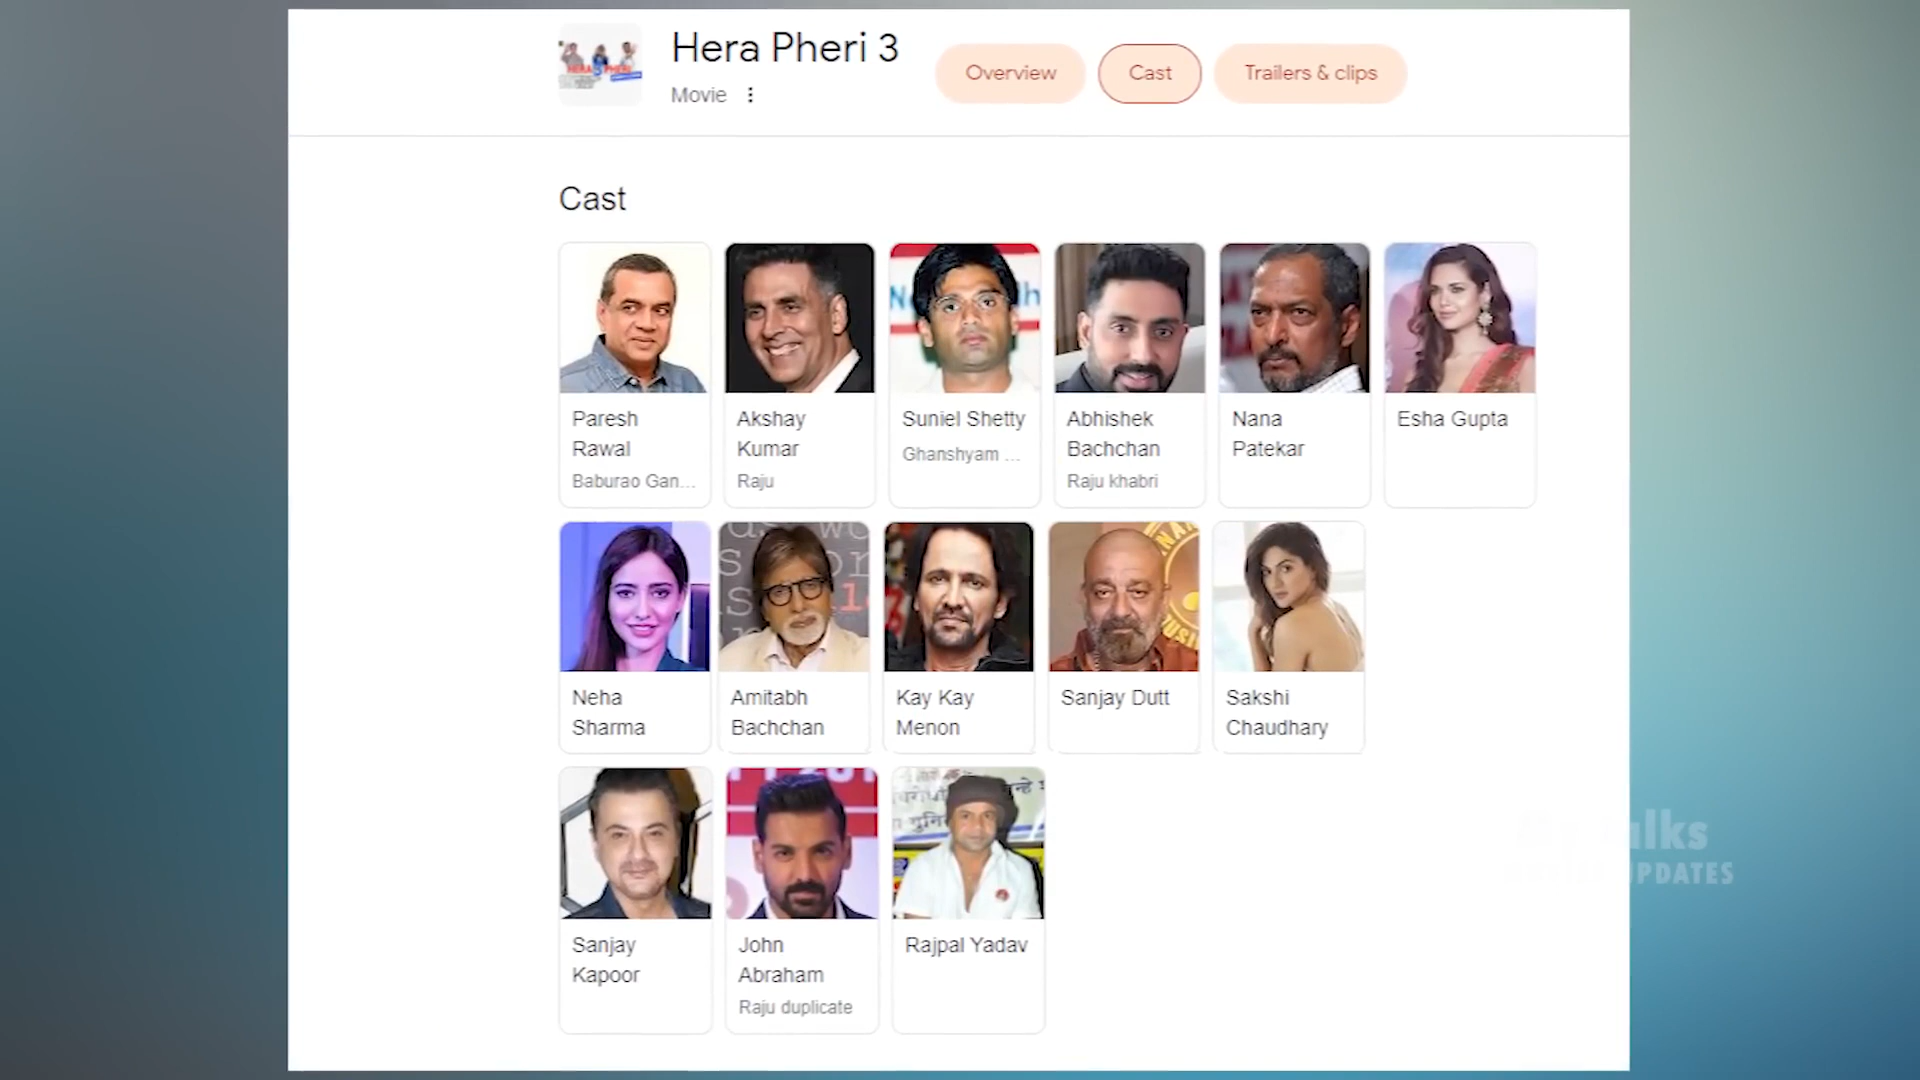 Hera Pheri 3
Movie
Overview
Cast
Trailers & clips
Cast
Paresh
Rawal
Baburao Gan...
Akshay
Kumar
Raju
Suniel Shetty
Ghanshyam ...
Abhishek
Bachchan
Raju khabri
Nana
Patekar
Esha Gupta
Neha
Sharma
Amitabh
Bachchan
Kay Kay
Menon
Sanjay Dutt
Sakshi
Chaudhary
Sanjay
Kapoor
John
Abraham
Raju duplicate
Rajpal Yadav
UPDATES